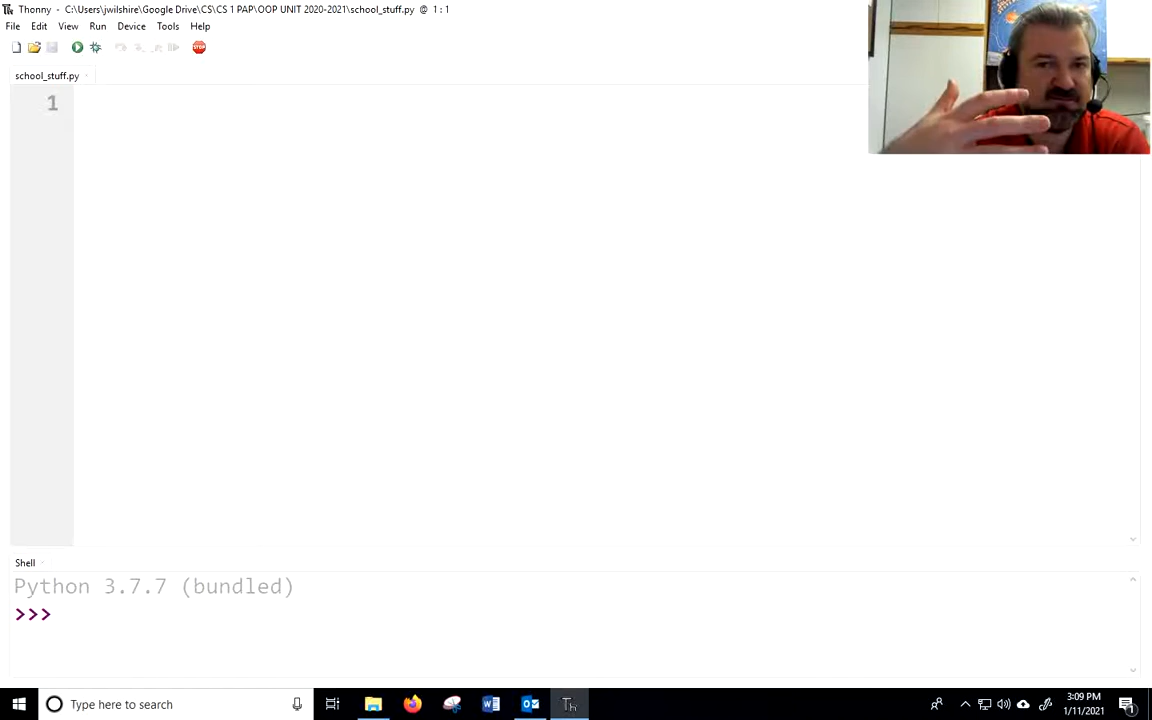 Thonny - C:\Users\jwilshire\Google Drive\CS\CS 1 PAP\OOP UNIT 2020-2021\school_stuff.py @ 1 : 1
File Edit View Run Device Tools Help
STOP
school_stuff.py
1
Shell
Python 3.7.7 (bundled)
>>>
Type here to search
3:09 PM
1/11/2021
1